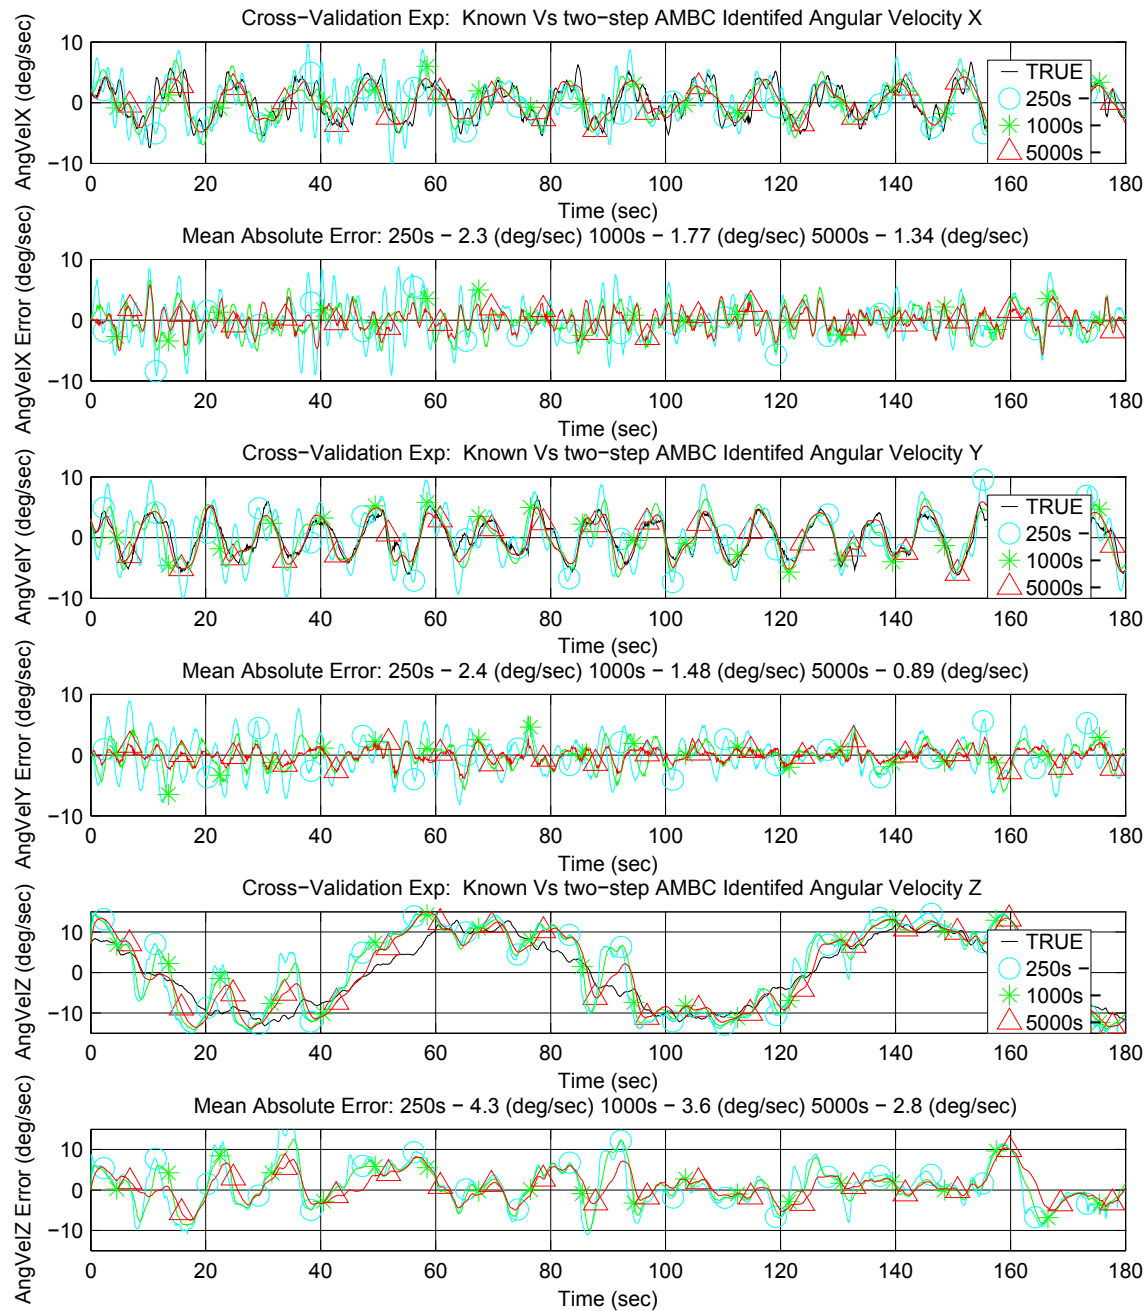 Cross−Validation Exp: Known Vs two−step AMBC Identifed Angular Velocity X
AngVelX (deg/sec)
10
0
−10
0 20 40 60 80 100 120 140 160 180
Time (sec)
TRUE
250s
1000s
5000s
Mean Absolute Error: 250s − 2.3 (deg/sec) 1000s − 1.77 (deg/sec) 5000s − 1.34 (deg/sec)
AngVelX Error (deg/sec)
10
0
−10
0 20 40 60 80 100 120 140 160 180
Time (sec)
Cross−Validation Exp: Known Vs two−step AMBC Identifed Angular Velocity Y
AngVelY (deg/sec)
10
0
−10
0 20 40 60 80 100 120 140 160 180
Time (sec)
TRUE
250s
1000s
5000s
Mean Absolute Error: 250s − 2.4 (deg/sec) 1000s − 1.48 (deg/sec) 5000s − 0.89 (deg/sec)
AngVelY Error (deg/sec)
10
0
−10
0 20 40 60 80 100 120 140 160 180
Time (sec)
Cross−Validation Exp: Known Vs two−step AMBC Identifed Angular Velocity Z
AngVelZ (deg/sec)
10
0
−10
0 20 40 60 80 100 120 140 160 180
Time (sec)
TRUE
250s
1000s
5000s
Mean Absolute Error: 250s − 4.3 (deg/sec) 1000s − 3.6 (deg/sec) 5000s − 2.8 (deg/sec)
AngVelZ Error (deg/sec)
10
0
−10
0 20 40 60 80 100 120 140 160 180
Time (sec)